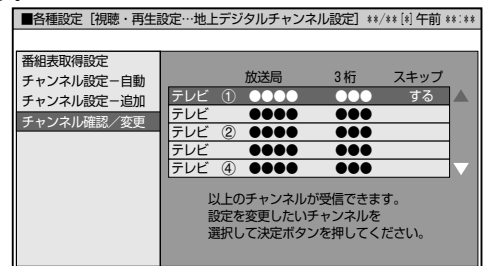 ■各種設定［視聴・再生設定…地上デジタルチャンネル設定］ **/**[*] 午前 **:**
番組表取得設定
チャンネル設定－自動
チャンネル設定－追加
チャンネル確認／変更
放送局 3桁 スキップ
テレビ ① ●●●● ●●● する
テレビ ●●●● ●●●
テレビ ② ●●●● ●●●
テレビ ●●●● ●●●
テレビ ④ ●●●● ●●●
以上のチャンネルが受信できます。
設定を変更したいチャンネルを
選択して決定ボタンを押してください。